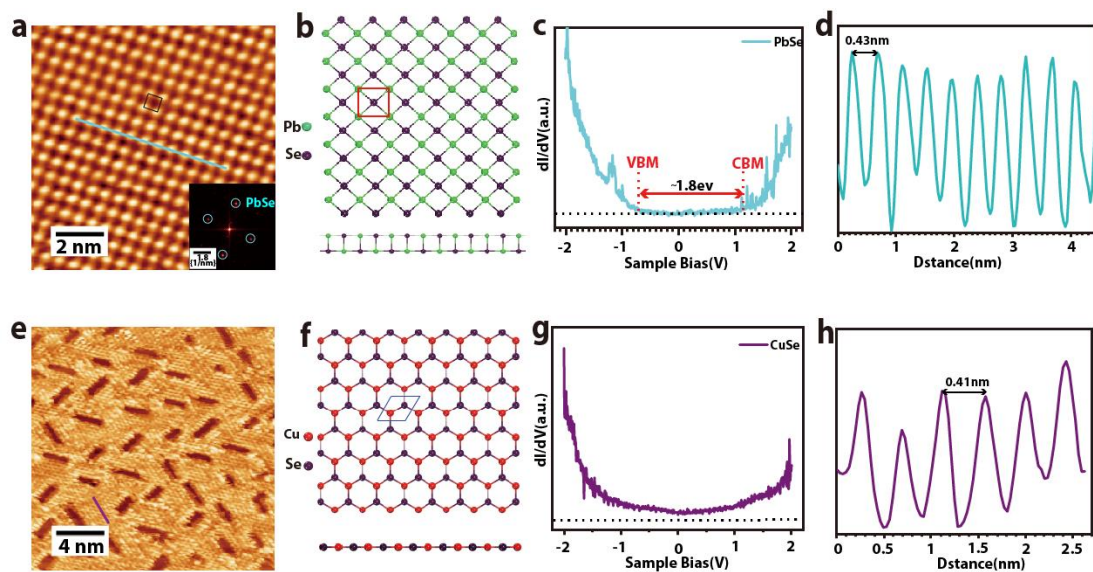 a
PbSe
2 nm
1.8
(1/nm)
b
Pb
Se
c
PbSe
dI/dV(a.u.)
VBM
CBM
~1.8ev
-2
-1
0
1
2
Sample Bias(V)
d
0.43nm
0
1
2
3
4
Dstance(nm)
e
4 nm
f
Cu
Se
g
CuSe
dI/dV(a.u.)
-2
-1
0
1
2
Sample Bias(V)
h
0.41nm
0
0.5
1
1.5
2
2.5
Dstance(nm)